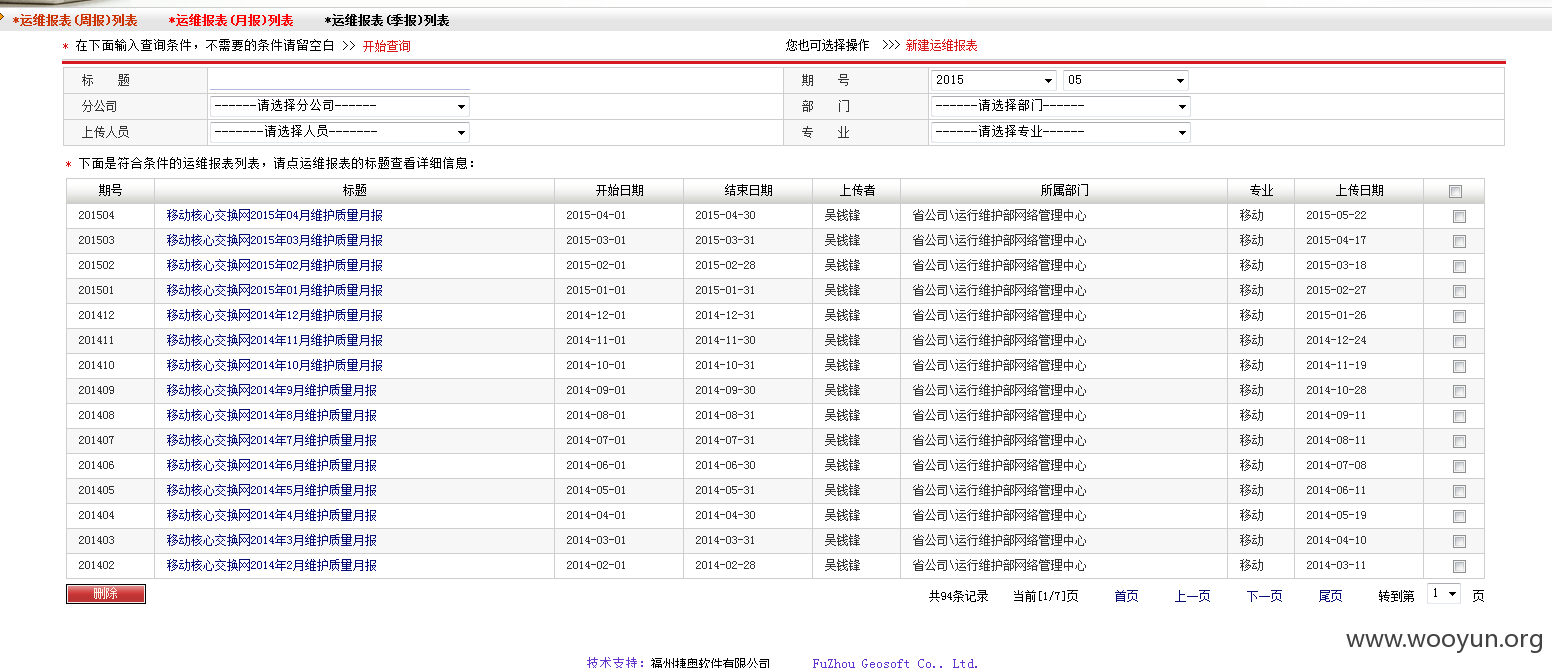 *运维报表(周报)列表 *运维报表(月报)列表 *运维报表(季报)列表
* 在下面输入查询条件，不需要的条件请留空白 >> 开始查询 您也可选择操作 >>> 新建运维报表
标 题 期 号 2015 05
分公司 ------请选择分公司------ 部 门 ------请选择部门------
上传人员 -------请选择人员------- 专 业 ------请选择专业------
* 下面是符合条件的运维报表列表，请点运维报表的标题查看详细信息：
期号 标题 开始日期 结束日期 上传者 所属部门 专业 上传日期
201504 移动核心交换网2015年04月维护质量月报 2015-04-01 2015-04-30 吴钱锋 省公司\运行维护部网络管理中心 移动 2015-05-22
201503 移动核心交换网2015年03月维护质量月报 2015-03-01 2015-03-31 吴钱锋 省公司\运行维护部网络管理中心 移动 2015-04-17
201502 移动核心交换网2015年02月维护质量月报 2015-02-01 2015-02-28 吴钱锋 省公司\运行维护部网络管理中心 移动 2015-03-18
201501 移动核心交换网2015年01月维护质量月报 2015-01-01 2015-01-31 吴钱锋 省公司\运行维护部网络管理中心 移动 2015-02-27
201412 移动核心交换网2014年12月维护质量月报 2014-12-01 2014-12-31 吴钱锋 省公司\运行维护部网络管理中心 移动 2015-01-26
201411 移动核心交换网2014年11月维护质量月报 2014-11-01 2014-11-30 吴钱锋 省公司\运行维护部网络管理中心 移动 2014-12-24
201410 移动核心交换网2014年10月维护质量月报 2014-10-01 2014-10-31 吴钱锋 省公司\运行维护部网络管理中心 移动 2014-11-19
201409 移动核心交换网2014年9月维护质量月报 2014-09-01 2014-09-30 吴钱锋 省公司\运行维护部网络管理中心 移动 2014-10-28
201408 移动核心交换网2014年8月维护质量月报 2014-08-01 2014-08-31 吴钱锋 省公司\运行维护部网络管理中心 移动 2014-09-11
201407 移动核心交换网2014年7月维护质量月报 2014-07-01 2014-07-31 吴钱锋 省公司\运行维护部网络管理中心 移动 2014-08-11
201406 移动核心交换网2014年6月维护质量月报 2014-06-01 2014-06-30 吴钱锋 省公司\运行维护部网络管理中心 移动 2014-07-08
201405 移动核心交换网2014年5月维护质量月报 2014-05-01 2014-05-31 吴钱锋 省公司\运行维护部网络管理中心 移动 2014-06-11
201404 移动核心交换网2014年4月维护质量月报 2014-04-01 2014-04-30 吴钱锋 省公司\运行维护部网络管理中心 移动 2014-05-19
201403 移动核心交换网2014年3月维护质量月报 2014-03-01 2014-03-31 吴钱锋 省公司\运行维护部网络管理中心 移动 2014-04-10
201402 移动核心交换网2014年2月维护质量月报 2014-02-01 2014-02-28 吴钱锋 省公司\运行维护部网络管理中心 移动 2014-03-11
删除 共94条记录 当前[1/7]页 首页 上一页 下一页 尾页 转到第 1 页
www.wooyun.org
技术支持：福州捷奥软件有限公司 FuZhou Geosoft Co., Ltd.